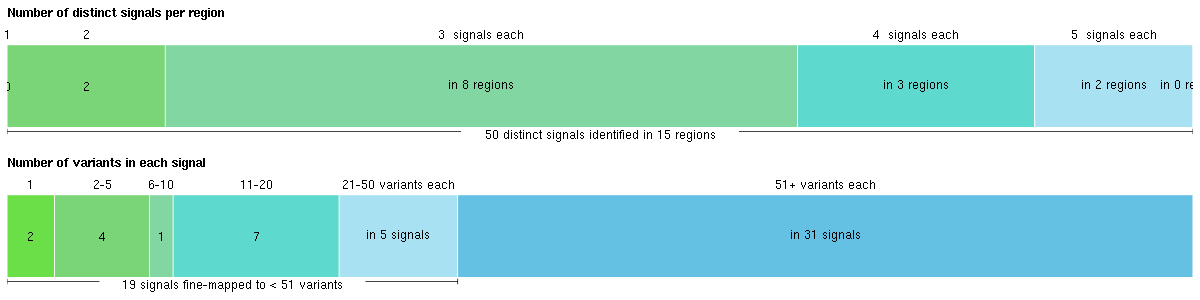 Number of distinct signals per region
1 2 3 signals each 4 signals each 5 signals each
2 in 8 regions in 3 regions in 2 regions in 0
50 distinct signals identified in 15 regions
Number of variants in each signal
1 2-5 6-10 11-20 21-50 variants each 51+ variants each
2 4 1 7 in 5 signals in 31 signals
19 signals fine-mapped to < 51 variants